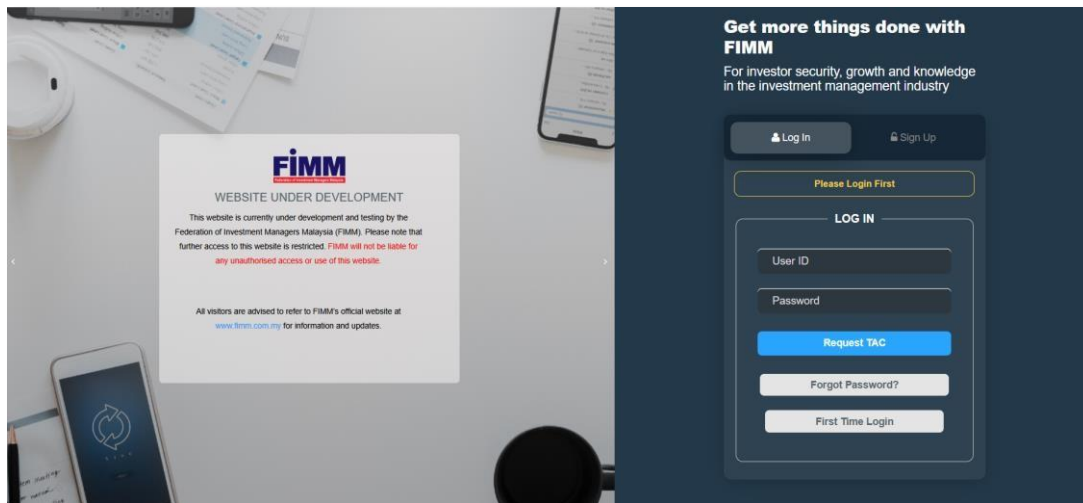 FiMM
Federation of Investment Managers Malaysia
WEBSITE UNDER DEVELOPMENT
This website is currently under development and testing by the
Federation of Investment Managers Malaysia (FIMM). Please note that
further access to this website is restricted. FIMM will not be liable for
any unauthorised access or use of this website.
All visitors are advised to refer to FIMM's official website at
www.fimm.com.my for information and updates.
Get more things done with
FIMM
For investor security, growth and knowledge
in the investment management industry
Log In
Sign Up
Please Login First
LOG IN
User ID
Password
Request TAC
Forgot Password?
First Time Login